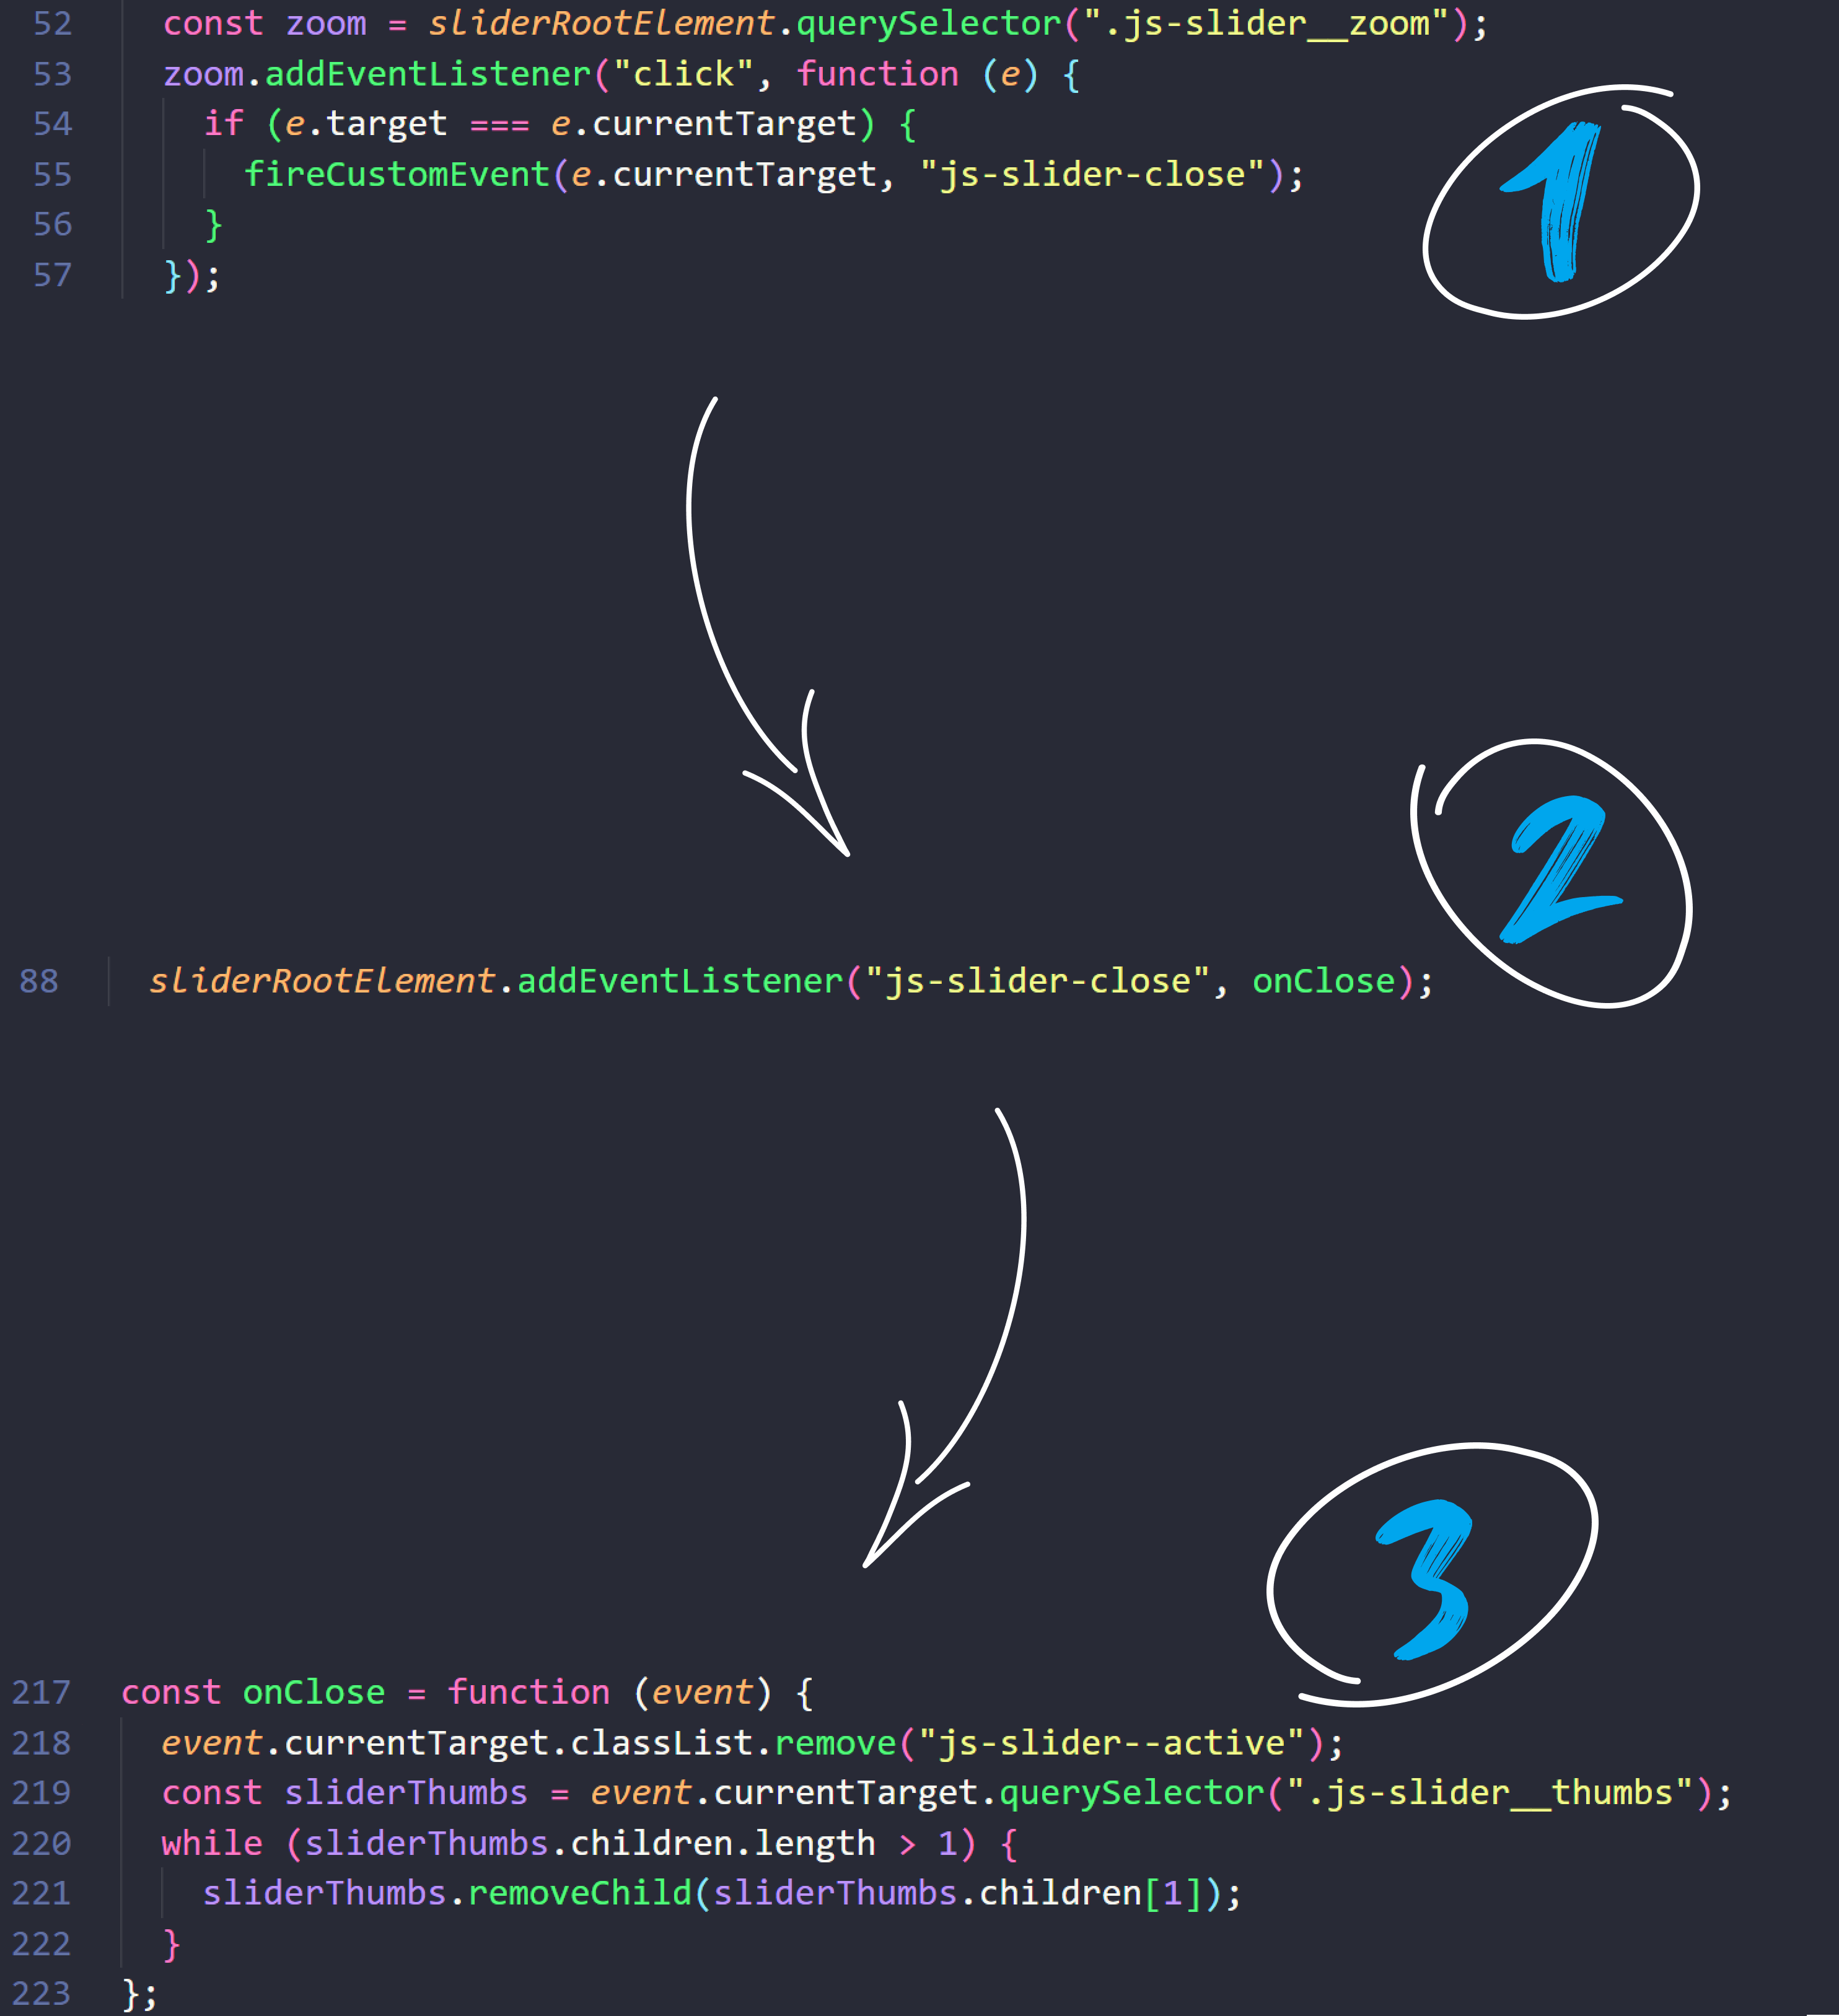 52 const zoom = sliderRootElement.querySelector(".js-slider__zoom");
53 zoom.addEventListener("click", function (e) {
54 if (e.target === e.currentTarget) {
55 fireCustomEvent(e.currentTarget, "js-slider-close");
56 }
57 });
1
2
88 sliderRootElement.addEventListener("js-slider-close", onClose);
3
217 const onClose = function (event) {
218 event.currentTarget.classList.remove("js-slider--active");
219 const sliderThumbs = event.currentTarget.querySelector(".js-slider__thumbs");
220 while (sliderThumbs.children.length > 1) {
221 sliderThumbs.removeChild(sliderThumbs.children[1]);
222 }
223 };